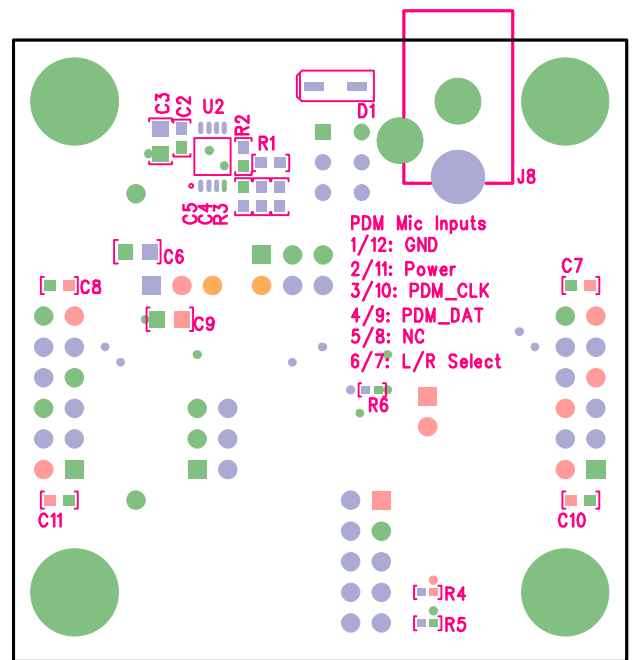 C3
C2
U2
R2
D1
R1
J8
C5
C4
R3
PDM Mic Inputs
1/12: GND
2/11: Power
3/10: PDM_CLK
4/9: PDM_DAT
5/8: NC
6/7: L/R Select
C6
C7
C8
C9
R6
C11
C10
R4
R5